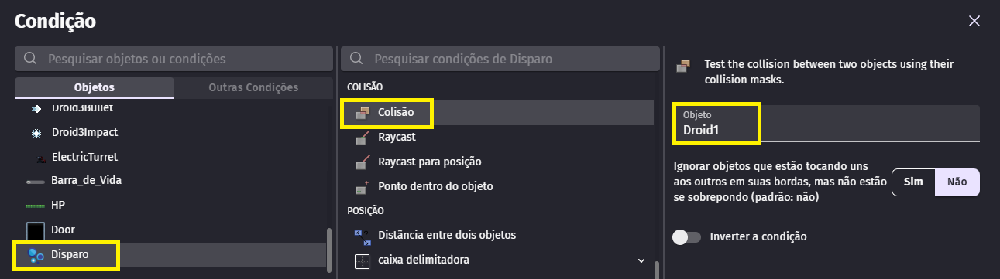 Condição
Pesquisar objetos ou condições
Objetos
Outras Condições
Droid3Bullet
Droid3Impact
ElectricTurret
Barra_de_Vida
HP
Door
Disparo
Pesquisar condições de Disparo
COLISÃO
Colisão
Raycast
Raycast para posição
Ponto dentro do objeto
POSIÇÃO
Distância entre dois objetos
caixa delimitadora
Test the collision between two objects using their
collision masks.
Objeto
Droid1
Ignorar objetos que estão tocando uns
aos outros em suas bordas, mas não estão
se sobrepondo (padrão: não)
Sim
Não
Inverter a condição